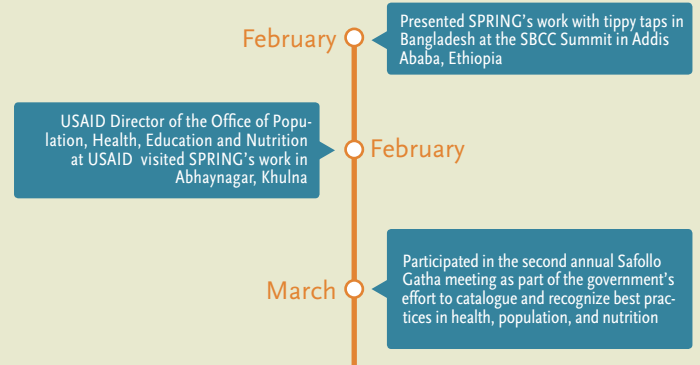 February
Presented SPRING's work with tippy taps in
Bangladesh at the SBCC Summit in Addis
Ababa, Ethiopia
USAID Director of the Office of Popu-
lation, Health, Education and Nutrition
at USAID visited SPRING's work in
Abhaynagar, Khulna
February
March
Participated in the second annual Safollo
Gatha meeting as part of the government's
effort to catalogue and recognize best prac-
tices in health, population, and nutrition